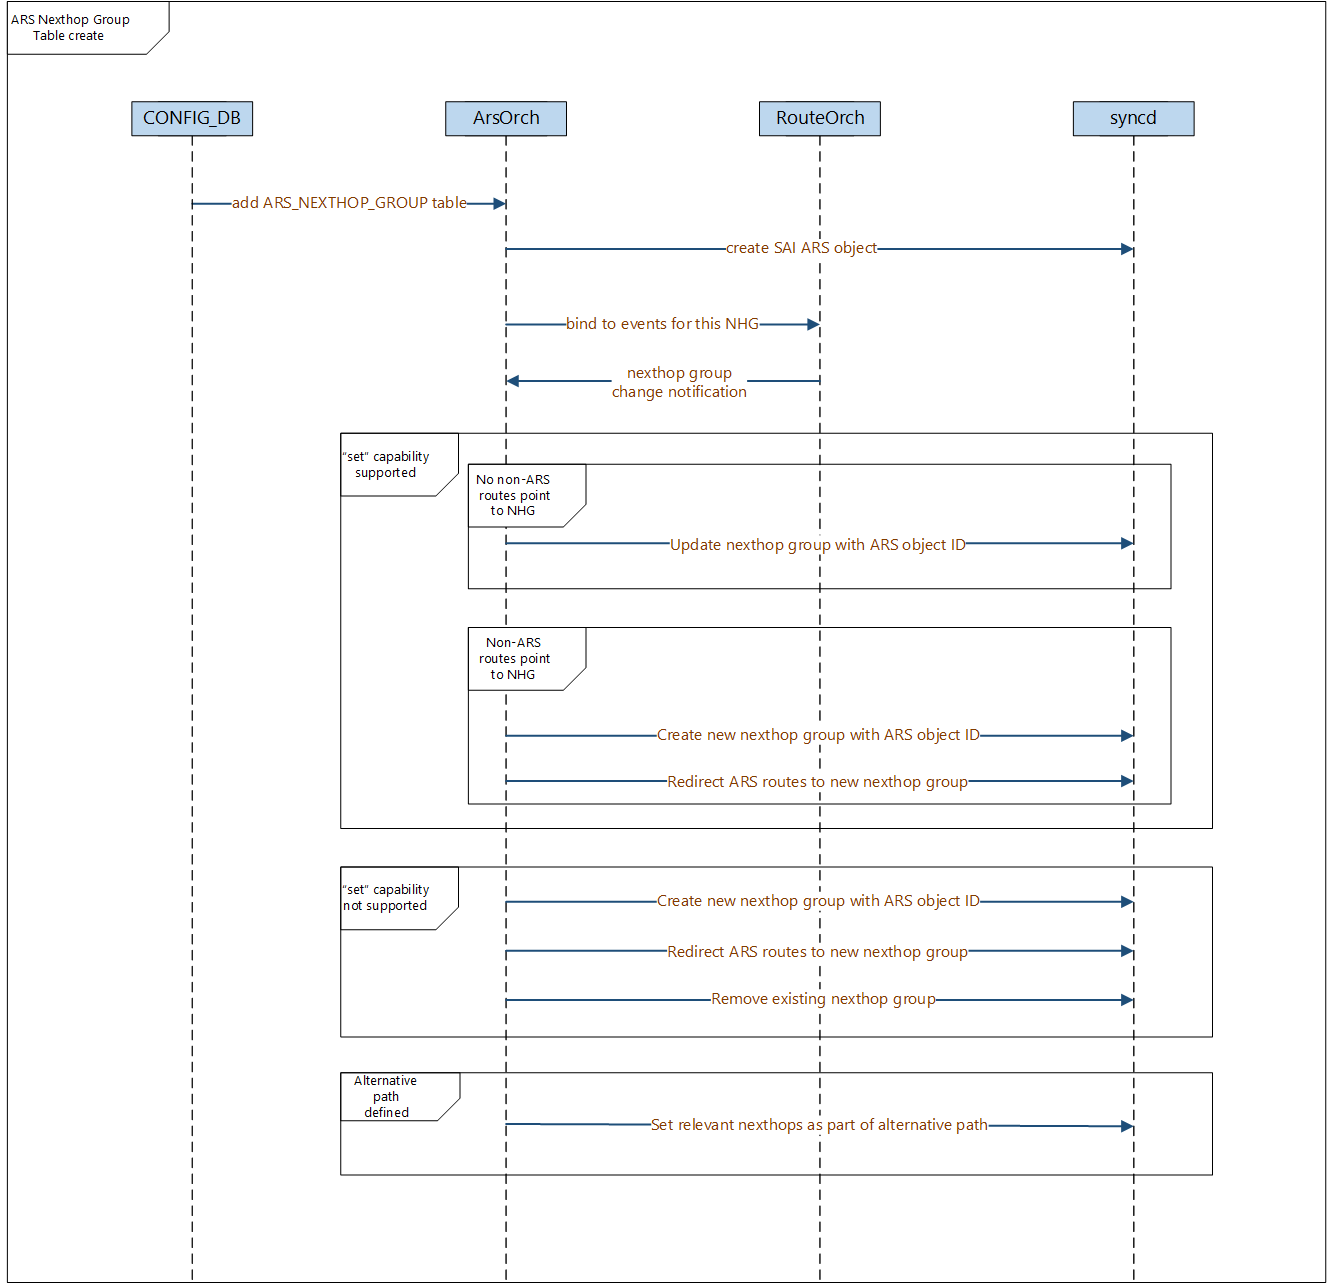 ARS Nexthop Group
Table create
CONFIG_DB
ArsOrch
RouteOrch
syncd
add ARS_NEXTHOP_GROUP table
create SAI ARS object
bind to events for this NHG
nexthop group
change notification
“set” capability
supported
No non-ARS
routes point
to NHG
Update nexthop group with ARS object ID
Non-ARS
routes point
to NHG
Create new nexthop group with ARS object ID
Redirect ARS routes to new nexthop group
“set” capability
not supported
Create new nexthop group with ARS object ID
Redirect ARS routes to new nexthop group
Remove existing nexthop group
Alternative
path
defined
Set relevant nexthops as part of alternative path